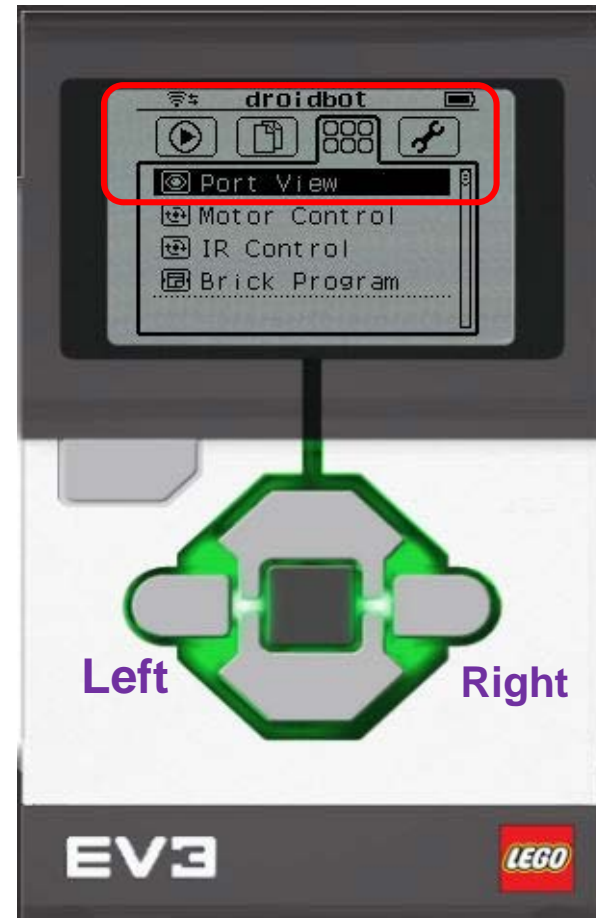 droidbot
Port View
Motor Control
IR Control
Brick Program
Left
Right
EV3
LEGO